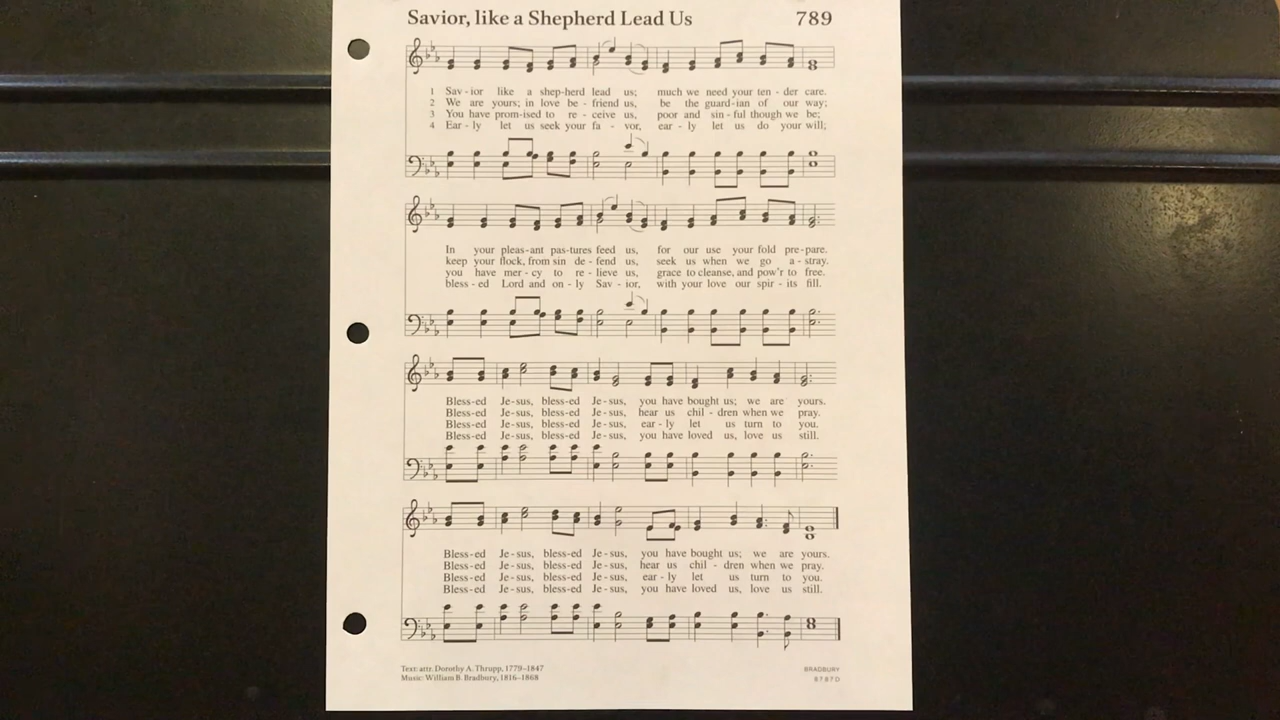 Savior, like a Shepherd Lead Us 789
1 Sav - ior like a shep-herd lead us; much we need your ten - der care.
2 We are yours; in love be - friend us, be the guard-ian of our way;
3 You have prom-ised to re - ceive us, poor and sin - ful though we be;
4 Ear - ly let us seek your fa - vor, ear - ly let us do your will;
In your pleas-ant pas-tures feed us, for our use your fold pre-pare.
keep your flock, from sin de - fend us, seek us when we go a - stray.
you have mer - cy to re - lieve us, grace to cleanse, and pow'r to free.
bless - ed Lord and on - ly Sav - ior, with your love our spir - its fill.
Bless-ed Je-sus, bless-ed Je-sus, you have bought us; we are yours.
Bless-ed Je-sus, bless-ed Je-sus, hear us chil - dren when we pray.
Bless-ed Je-sus, bless-ed Je-sus, ear - ly let us turn to you.
Bless-ed Je-sus, bless-ed Je-sus, you have loved us, love us still.
Bless-ed Je-sus, bless-ed Je-sus, you have bought us; we are yours.
Bless-ed Je-sus, bless-ed Je-sus, hear us chil - dren when we pray.
Bless-ed Je-sus, bless-ed Je-sus, ear - ly let us turn to you.
Bless-ed Je-sus, bless-ed Je-sus, you have loved us, love us still.
Text: attr. Dorothy A. Thrupp, 1779–1847
Music: William B. Bradbury, 1816–1868
BRADBURY
8 7 8 7 D